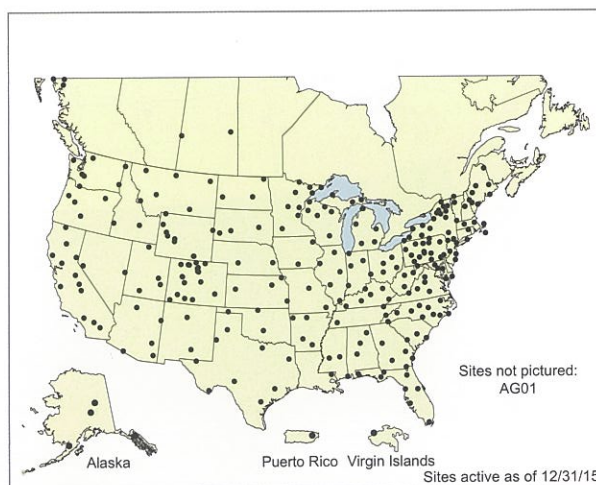 Sites not pictured:
AG01
Alaska
Puerto Rico
Virgin Islands
Sites active as of 12/31/15